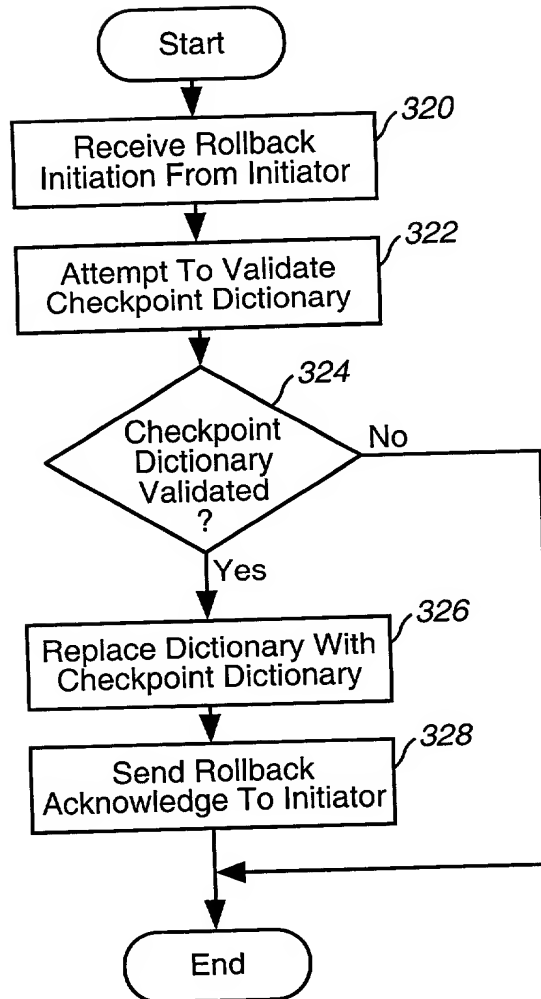 Start
320
Receive Rollback
Initiation From Initiator
322
Attempt To Validate
Checkpoint Dictionary
324
Checkpoint
Dictionary
Validated
?
No
Yes
326
Replace Dictionary With
Checkpoint Dictionary
328
Send Rollback
Acknowledge To Initiator
End